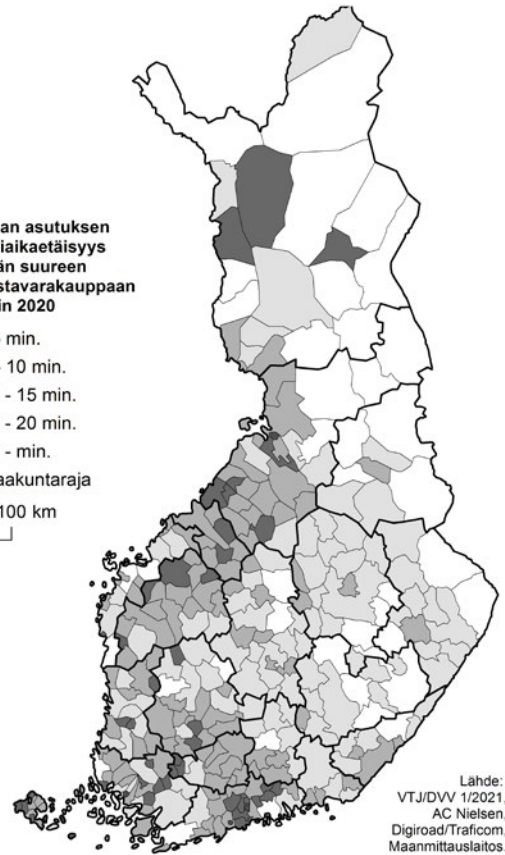 an asutuksen
iaikaetäisyys
än suureen
stavarakauppaan
in 2020
min.
10 min.
- 15 min.
- 20 min.
- min.
aakuntaraja
100 km
Lähde:
VTJ/DVV 1/2021,
AC Nielsen,
Digiroad/Traficom,
Maanmittauslaitos.